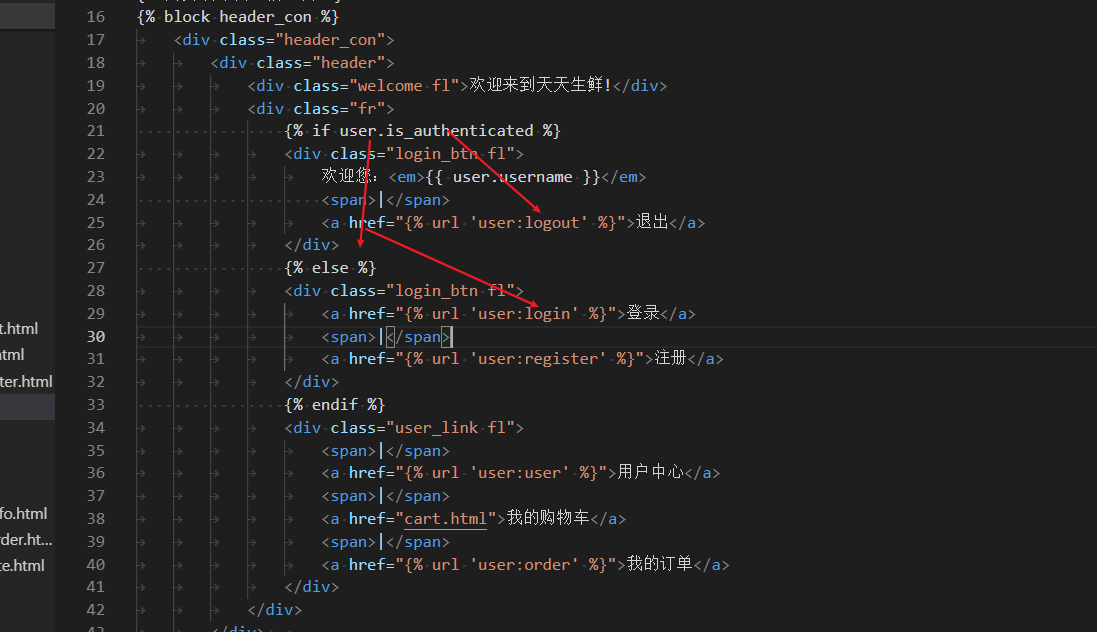 16 {% block header_con %}
17 <div class="header_con">
18 <div class="header">
19 <div class="welcome fl">欢迎来到天天生鲜!</div>
20 <div class="fr">
21 {% if user.is_authenticated %}
22 <div class="login_btn fl">
23 欢迎您: <em>{{ user.username }}</em>
24 <span>|</span>
25 <a href="{% url 'user:logout' %}">退出</a>
26 </div>
27 {% else %}
28 <div class="login_btn fl">
t.html 29 <a href="{% url 'user:login' %}">登录</a>
30 <span>|</span>
tml 31 <a href="{% url 'user:register' %}">注册</a>
ter.html 32 </div>
33 {% endif %}
34 <div class="user_link fl">
35 <span>|</span>
36 <a href="{% url 'user:user' %}">用户中心</a>
37 <span>|</span>
fo.html 38 <a href="cart.html">我的购物车</a>
rder.ht... 39 <span>|</span>
te.html 40 <a href="{% url 'user:order' %}">我的订单</a>
41 </div>
42 </div>
43 </div>